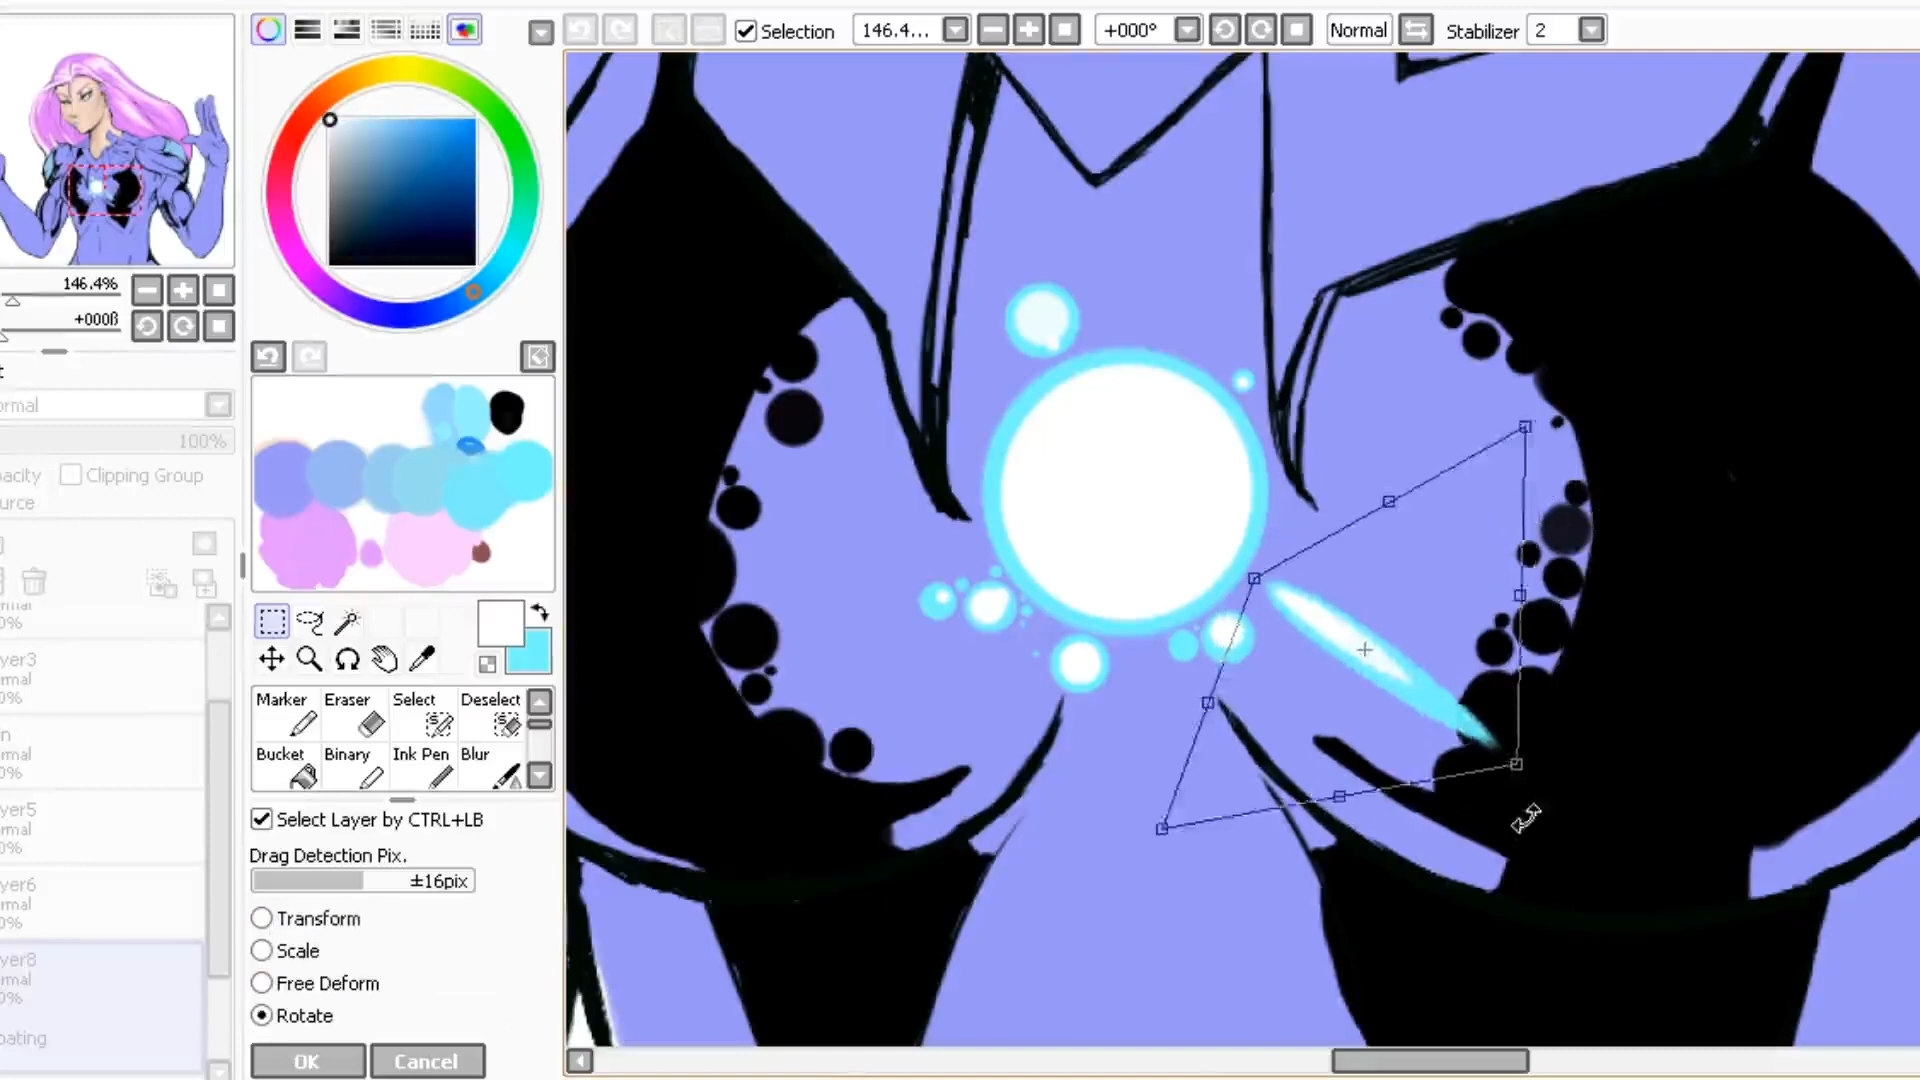 Selection
146.4...
+000°
Normal
Stabilizer
2
146.4%
+000ß
t
ormal
100%
acity
Clipping Group
urce
rmal
0%
yer3
rmal
0%
n
rmal
0%
yer5
rmal
0%
yer6
rmal
0%
yer8
rmal
0%
oating
Marker
Eraser
Select
Deselect
Bucket
Binary
Ink Pen
Blur
Select Layer by CTRL+LB
Drag Detection Pix.
±16pix
Transform
Scale
Free Deform
Rotate
OK
Cancel